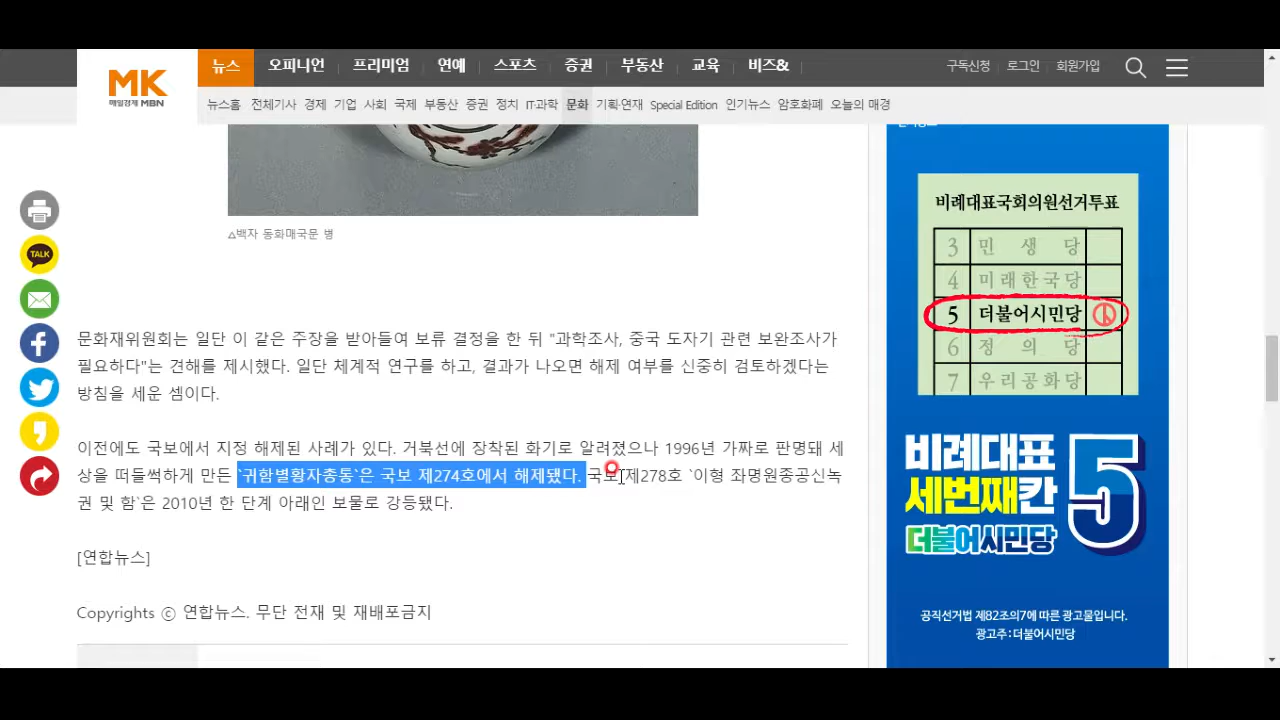 MK
매일경제 MBN
뉴스 오피니언 프리미엄 연예 스포츠 증권 부동산 교육 비즈&
구독신청 로그인 회원가입
뉴스홈 전체기사 경제 기업 사회 국제 부동산 증권 정치 IT·과학 문화 기획·연재 Special Edition 인기뉴스 암호화폐 오늘의 매경
△백자 동화매국문 병
TALK
문화재위원회는 일단 이 같은 주장을 받아들여 보류 결정을 한 뒤 "과학조사, 중국 도자기 관련 보완조사가
필요하다"는 견해를 제시했다. 일단 체계적 연구를 하고, 결과가 나오면 해제 여부를 신중히 검토하겠다는
방침을 세운 셈이다.
이전에도 국보에서 지정 해제된 사례가 있다. 거북선에 장착된 화기로 알려졌으나 1996년 가짜로 판명돼 세
상을 떠들썩하게 만든 `귀함별황자총통`은 국보 제274호에서 해제됐다. 국보 제278호 `이형 좌명원종공신녹
권 및 함`은 2010년 한 단계 아래인 보물로 강등됐다.
[연합뉴스]
Copyrights ⓒ 연합뉴스. 무단 전재 및 재배포금지
비례대표국회의원선거투표
3 민생당
4 미래한국당
5 더불어시민당
6 정의당
7 우리공화당
비례대표
세번째칸
더불어시민당
5
공직선거법 제82조의7에 따른 광고물입니다.
광고주 : 더불어시민당